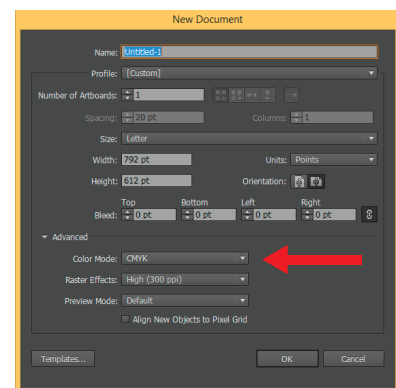 New Document
Name: Untitled-1
Profile: [Custom]
Number of Artboards: 1
Spacing: 20 pt Columns: 1
Size: Letter
Width: 792 pt Units: Points
Height: 612 pt Orientation:
Top Bottom Left Right
Bleed: 0 pt 0 pt 0 pt 0 pt
Advanced
Color Mode: CMYK
Raster Effects: High (300 ppi)
Preview Mode: Default
Align New Objects to Pixel Grid
Templates... OK Cancel